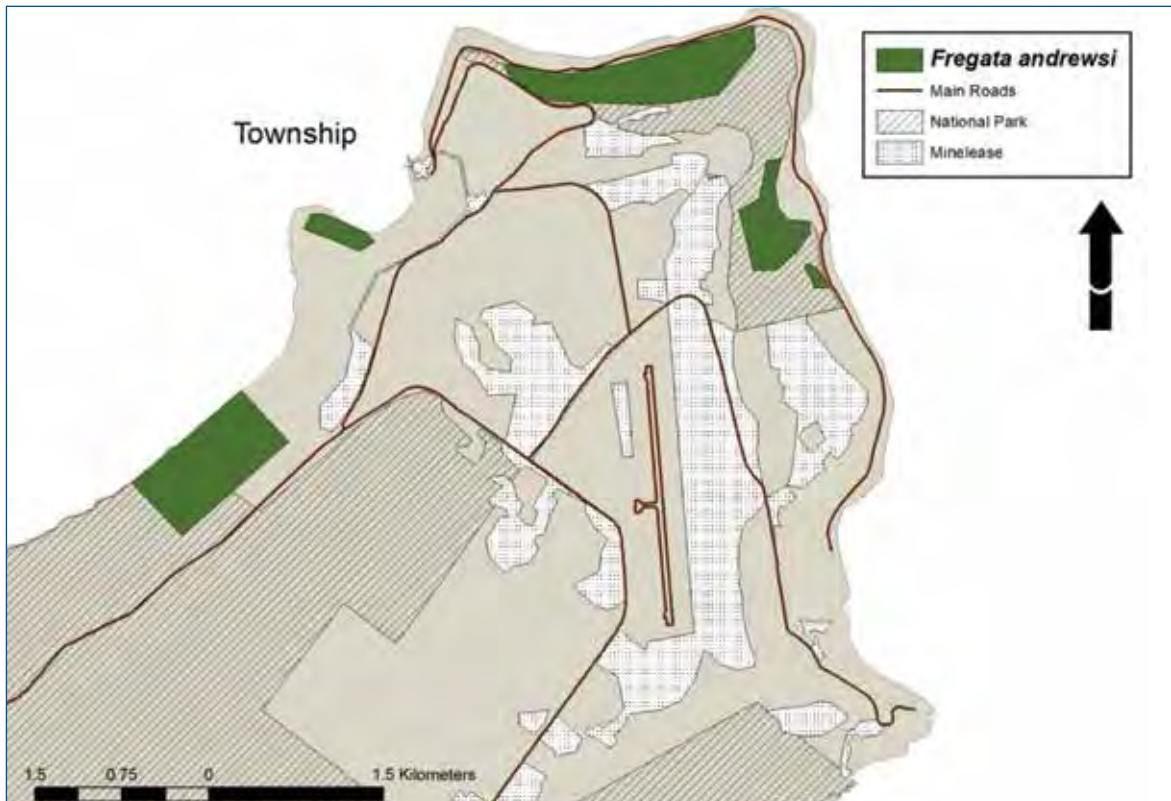 Fregata andrewsi
Main Roads
National Park
Minelease
Township
1.5 0.75 0 1.5 Kilometers